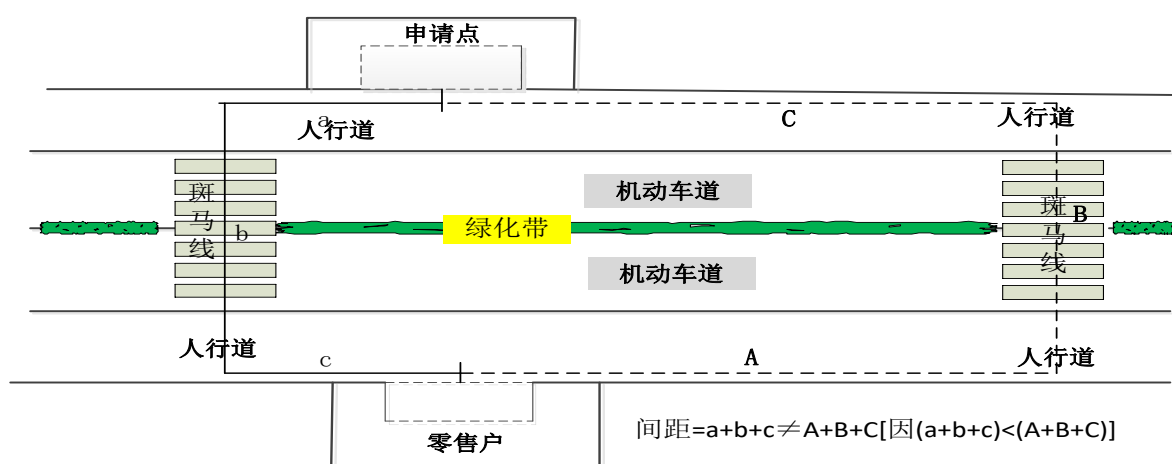 申请点
a
人行道
C
人行道
机动车道
斑马线
b
绿化带
斑马线
B
机动车道
人行道
c
A
人行道
零售户
间距=a+b+c≠A+B+C[因(a+b+c)<(A+B+C)]